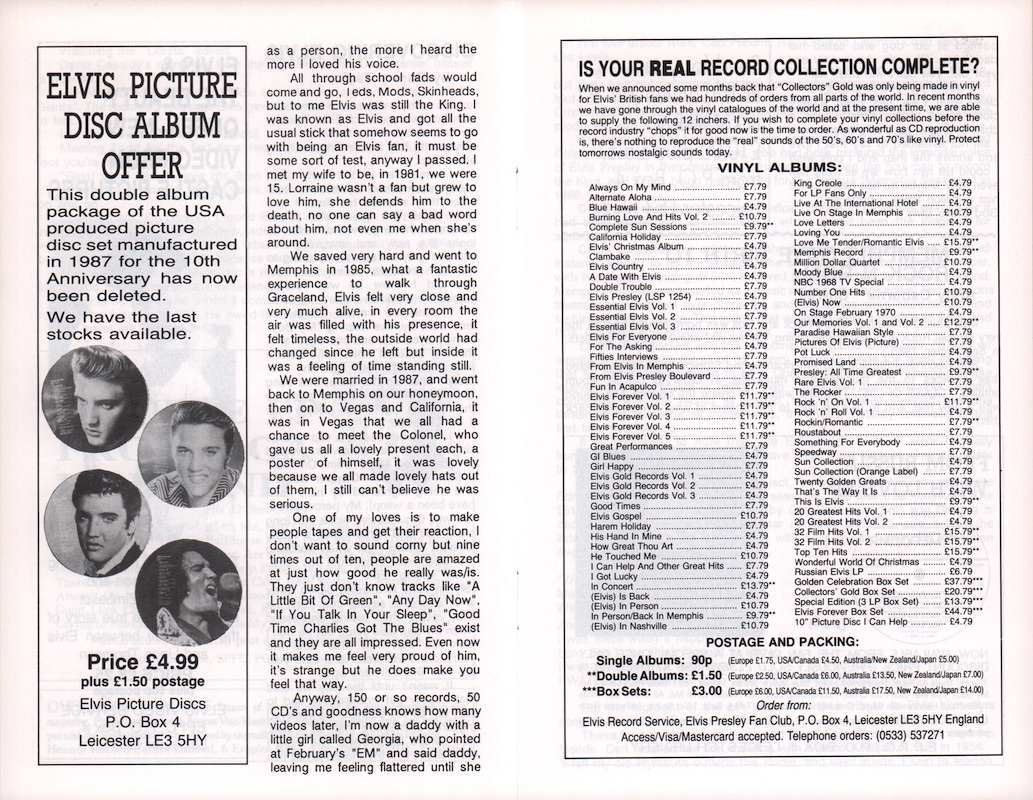 ELVIS PICTURE
DISC ALBUM
OFFER
This double album
package of the USA
produced picture
disc set manufactured
in 1987 for the 10th
Anniversary has now
been deleted.
We have the last
stocks available.
Price £4.99
plus £1.50 postage
Elvis Picture Discs
P.O. Box 4
Leicester LE3 5HY
as a person, the more I heard the
more I loved his voice.
All through school fads would
come and go, Teds, Mods, Skinheads,
but to me Elvis was still the King. I
was known as Elvis and got all the
usual stick that somehow seems to go
with being an Elvis fan, it must be
some sort of test, anyway I passed. I
met my wife to be, in 1981, we were
15. Lorraine wasn't a fan but grew to
love him, she defends him to the
death, no one can say a bad word
about him, not even me when she's
around.
We saved very hard and went to
Memphis in 1985, what a fantastic
experience to walk through
Graceland, Elvis felt very close and
very much alive, in every room the
air was filled with his presence, it
felt timeless, the outside world had
changed since he left but inside it
was a feeling of time standing still.
We were married in 1987, and went
back to Memphis on our honeymoon,
then on to Vegas and California, it
was in Vegas that we all had a
chance to meet the Colonel, who
gave us all a lovely present each, a
poster of himself, it was lovely
because we all made lovely hats out
of them, I still can't believe he was
serious.
One of my loves is to make
people tapes and get their reaction, I
don't want to sound corny but nine
times out of ten, people are amazed
at just how good he really was/is.
They just don't know tracks like "A
Little Bit Of Green", "Any Day Now",
"If You Talk In Your Sleep", "Good
Time Charlies Got The Blues" exist
and they are all impressed. Even now
it makes me feel very proud of him,
it's strange but he does make you
feel that way.
Anyway, 150 or so records, 50
CD's and goodness knows how many
videos later, I'm now a daddy with a
little girl called Georgia, who pointed
at February's "EM" and said daddy,
leaving me feeling flattered until she
IS YOUR REAL RECORD COLLECTION COMPLETE?
When we announced some months back that "Collectors" Gold was only being made in vinyl
for Elvis' British fans we had hundreds of orders from all parts of the world. In recent months
we have gone through the vinyl catalogues of the world and at the present time, we are able
to supply the following 12 inchers. If you wish to complete your vinyl collections before the
record industry "chops" it for good now is the time to order. As wonderful as CD reproduction
is, there's nothing to reproduce the "real" sounds of the 50's, 60's and 70's like vinyl. Protect
tomorrows nostalgic sounds today.
VINYL ALBUMS:
Always On My Mind £7.79
Alternate Aloha £7.79
Blue Hawaii £4.79
Burning Love And Hits Vol. 2 £10.79
Complete Sun Sessions £9.79**
California Holiday £7.79
Elvis' Christmas Album £4.79
Clambake £7.79
Elvis Country £4.79
A Date With Elvis £4.79
Double Trouble £7.79
Elvis Presley (LSP 1254) £4.79
Essential Elvis Vol. 1 £7.79
Essential Elvis Vol. 2 £7.79
Essential Elvis Vol. 3 £7.79
Elvis For Everyone £4.79
For The Asking £4.79
Fifties Interviews £7.79
From Elvis In Memphis £4.79
From Elvis Presley Boulevard £7.79
Fun In Acapulco £7.79
Elvis Forever Vol. 1 £11.79**
Elvis Forever Vol. 2 £11.79**
Elvis Forever Vol. 3 £11.79**
Elvis Forever Vol. 4 £11.79**
Elvis Forever Vol. 5 £11.79**
Great Performances £7.79
GI Blues £4.79
Girl Happy £7.79
Elvis Gold Records Vol. 1 £4.79
Elvis Gold Records Vol. 2 £4.79
Elvis Gold Records Vol. 3 £4.79
Good Times £7.79
Elvis Gospel £10.79
Harem Holiday £7.79
His Hand In Mine £4.79
How Great Thou Art £4.79
He Touched Me £10.79
I Can Help And Other Great Hits £7.79
I Got Lucky £4.79
In Concert £13.79**
(Elvis) Is Back £4.79
(Elvis) In Person £10.79
In Person/Back In Memphis £9.79**
(Elvis) In Nashville £10.79
King Creole £4.79
For LP Fans Only £4.79
Live At The International Hotel £4.79
Live On Stage In Memphis £10.79
Love Letters £4.79
Loving You £4.79
Love Me Tender/Romantic Elvis £15.79**
Memphis Record £9.79**
Million Dollar Quartet £10.79
Moody Blue £4.79
NBC 1968 TV Special £4.79
Number One Hits £10.79
(Elvis) Now £10.79
On Stage February 1970 £4.79
Our Memories Vol. 1 and Vol. 2 £12.79**
Paradise Hawaiian Style £7.79
Pictures Of Elvis (Picture) £7.79
Pot Luck £4.79
Promised Land £4.79
Presley: All Time Greatest £9.79**
Rare Elvis Vol. 1 £7.79
The Rocker £7.79
Rock 'n' On Vol. 1 £11.79**
Rock 'n' Roll Vol. 1 £4.79
Rockin/Romantic £7.79**
Roustabout £7.79
Something For Everybody £4.79
Speedway £7.79
Sun Collection £4.79
Sun Collection (Orange Label) £7.79
Twenty Golden Greats £4.79
That's The Way It Is £4.79
This Is Elvis £9.79**
20 Greatest Hits Vol. 1 £4.79
20 Greatest Hits Vol. 2 £4.79
32 Film Hits Vol. 1 £15.79**
32 Film Hits Vol. 2 £15.79**
Top Ten Hits £15.79**
Wonderful World Of Christmas £4.79
Russian Elvis LP £6.79
Golden Celebration Box Set £37.79***
Collectors' Gold Box Set £20.79***
Special Edition (3 LP Box Set) £13.79***
Elvis Forever Box Set £44.79***
10" Picture Disc I Can Help £4.79
POSTAGE AND PACKING:
Single Albums: 90p (Europe £1.75, USA/Canada £4.50, Australia/New Zealand/Japan £5.00)
**Double Albums: £1.50 (Europe £2.50, USA/Canada £6.00, Australia £13.50, New Zealand/Japan £7.00)
***Box Sets: £3.00 (Europe £6.00, USA/Canada £11.50, Australia £17.50, New Zealand/Japan £14.00)
Order from:
Elvis Record Service, Elvis Presley Fan Club, P.O. Box 4, Leicester LE3 5HY England
Access/Visa/Mastercard accepted. Telephone orders: (0533) 537271